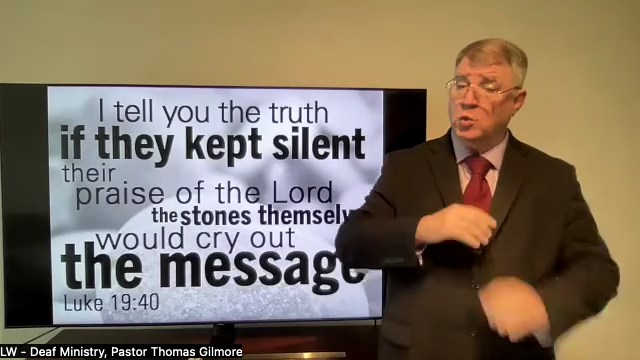 I tell you the truth
if they kept silent
their
praise of the Lord
the stones
would cry out
the message
Luke 19:40
LW - Deaf Ministry, Pastor Thomas Gilmore